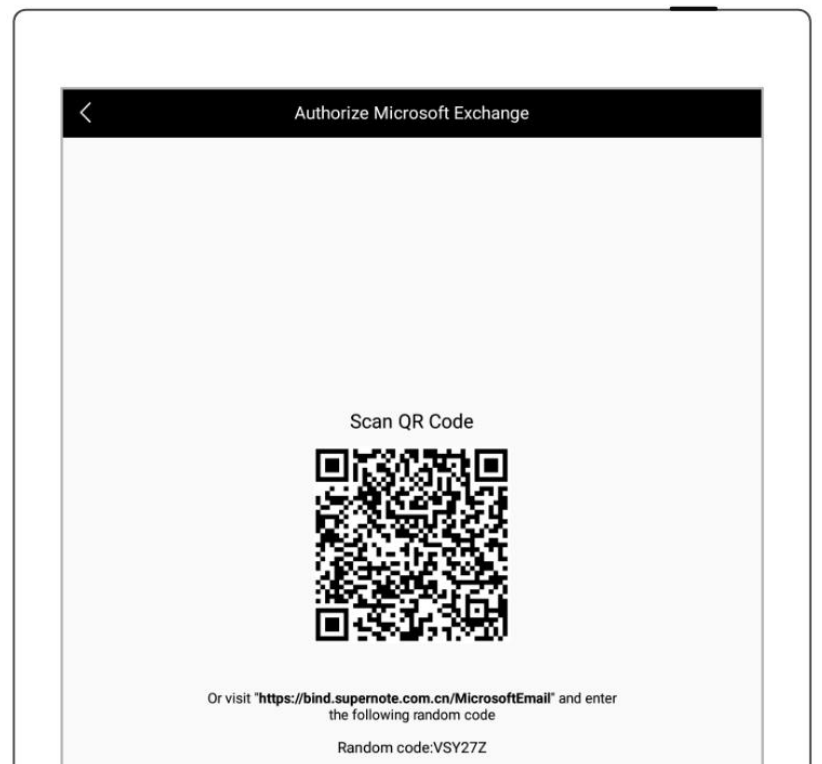 Authorize Microsoft Exchange
Scan QR Code
Or visit "https://bind.supernote.com.cn/MicrosoftEmail" and enter
the following random code
Random code:VSY27Z